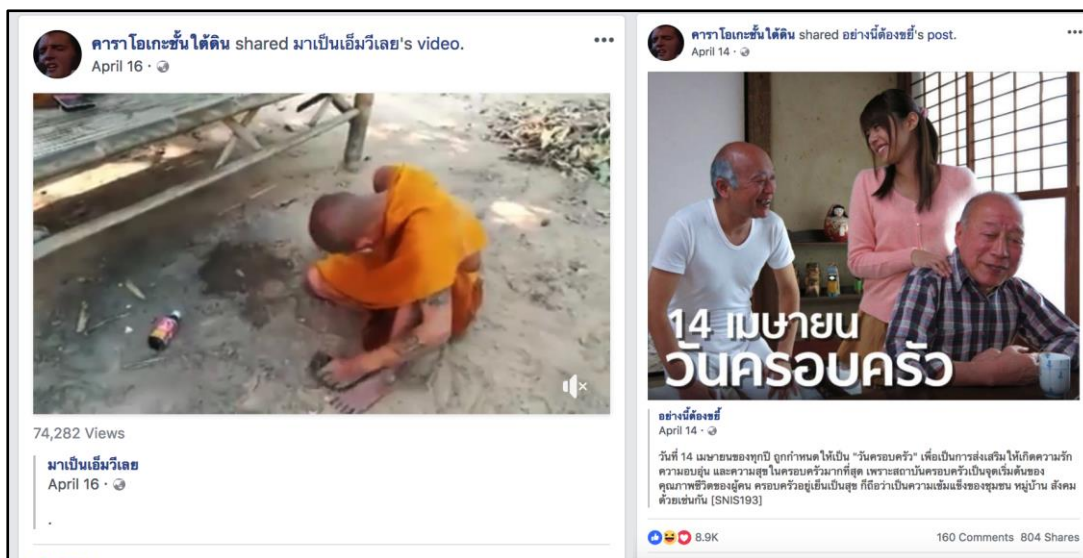 คาราโอเกะชั้นใต้ดิน shared มาเป็นเอ็มวีเลย's video.
April 16
74,282 Views
มาเป็นเอ็มวีเลย
April 16
.
คาราโอเกะชั้นใต้ดิน shared อย่างนี้ต้องขยี้'s post.
April 14
14 เมษายน
วันครอบครัว
อย่างนี้ต้องขยี้
April 14
วันที่ 14 เมษายนของทุกปี ถูกกำหนดให้เป็น "วันครอบครัว" เพื่อเป็นการส่งเสริมให้เกิดความรัก
ความอบอุ่น และความสุขในครอบครัวมากที่สุด เพราะสถาบันครอบครัวเป็นจุดเริ่มต้นของ
คุณภาพชีวิตของผู้คน ครอบครัวอยู่เย็นเป็นสุข ก็ถือว่าเป็นความเข้มแข็งของชุมชน หมู่บ้าน สังคม
ด้วยเช่นกัน [SNIS193]
8.9K
160 Comments 804 Shares